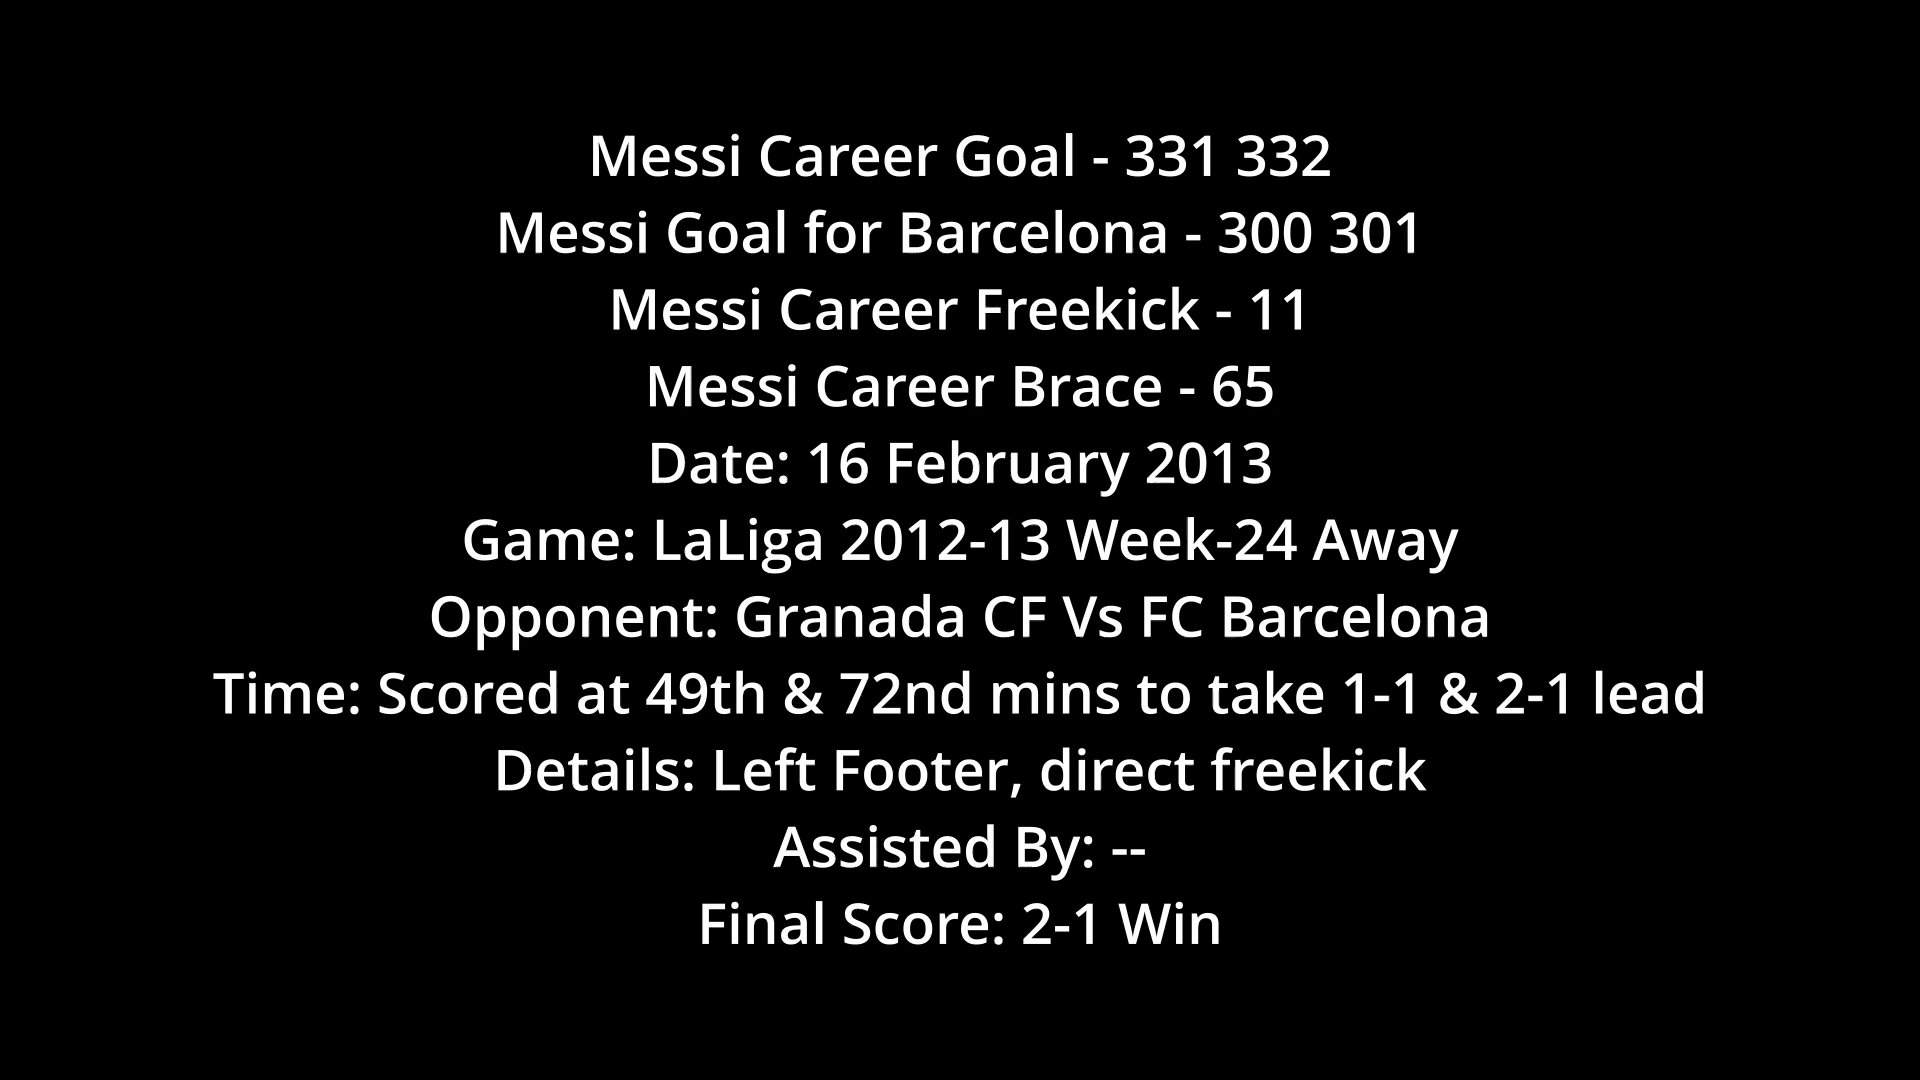 Messi Career Goal - 331 332
Messi Goal for Barcelona - 300 301
Messi Career Freekick - 11
Messi Career Brace - 65
Date: 16 February 2013
Game: LaLiga 2012-13 Week-24 Away
Opponent: Granada CF Vs FC Barcelona
Time: Scored at 49th & 72nd mins to take 1-1 & 2-1 lead
Details: Left Footer, direct freekick
Assisted By: --
Final Score: 2-1 Win